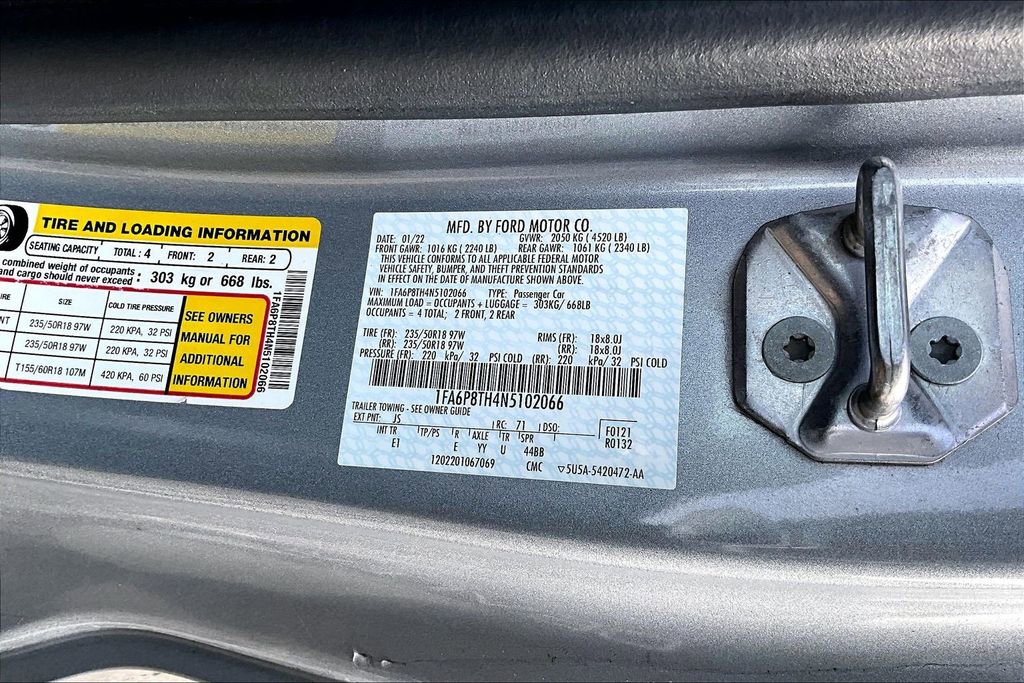 TIRE AND LOADING INFORMATION
SEATING CAPACITY TOTAL: 4 FRONT: 2 REAR: 2
combined weight of occupants
and cargo should never exceed : 303 kg or 668 lbs.
SIZE COLD TIRE PRESSURE
235/50R18 97W 220 KPA, 32 PSI
235/50R18 97W 220 KPA, 32 PSI
T155/60R18 107M 420 KPA, 60 PSI
SEE OWNERS
MANUAL FOR
ADDITIONAL
INFORMATION
1FA6P8TH4N5102066
MFD. BY FORD MOTOR CO.
DATE: 01/22 GVWR: 2050 KG (4520 LB)
FRONT GAWR: 1016 KG (2240 LB) REAR GAWR: 1061 KG (2340 LB)
THIS VEHICLE CONFORMS TO ALL APPLICABLE FEDERAL MOTOR
VEHICLE SAFETY, BUMPER, AND THEFT PREVENTION STANDARDS
IN EFFECT ON THE DATE OF MANUFACTURE SHOWN ABOVE.
VIN: 1FA6P8TH4N5102066 TYPE: Passenger Car
MAXIMUM LOAD = OCCUPANTS + LUGGAGE = 303KG/ 668LB
OCCUPANTS = 4 TOTAL; 2 FRONT, 2 REAR
TIRE (FR): 235/50R18 97W RIMS (FR): 18x8.0J
(RR): 235/50R18 97W (RR): 18x8.0J
PRESSURE (FR): 220 kPa/ 32 PSI COLD (RR): 220 kPa/ 32 PSI COLD
1FA6P8TH4N5102066
TRAILER TOWING - SEE OWNER GUIDE
EXT PNT: JS RC: 71 DSO: F0121
INT TR TP/PS R AXLE TR SPR R0132
E1 E YY U 44BB
1202201067069 CMC ▽5U5A-5420472-AA